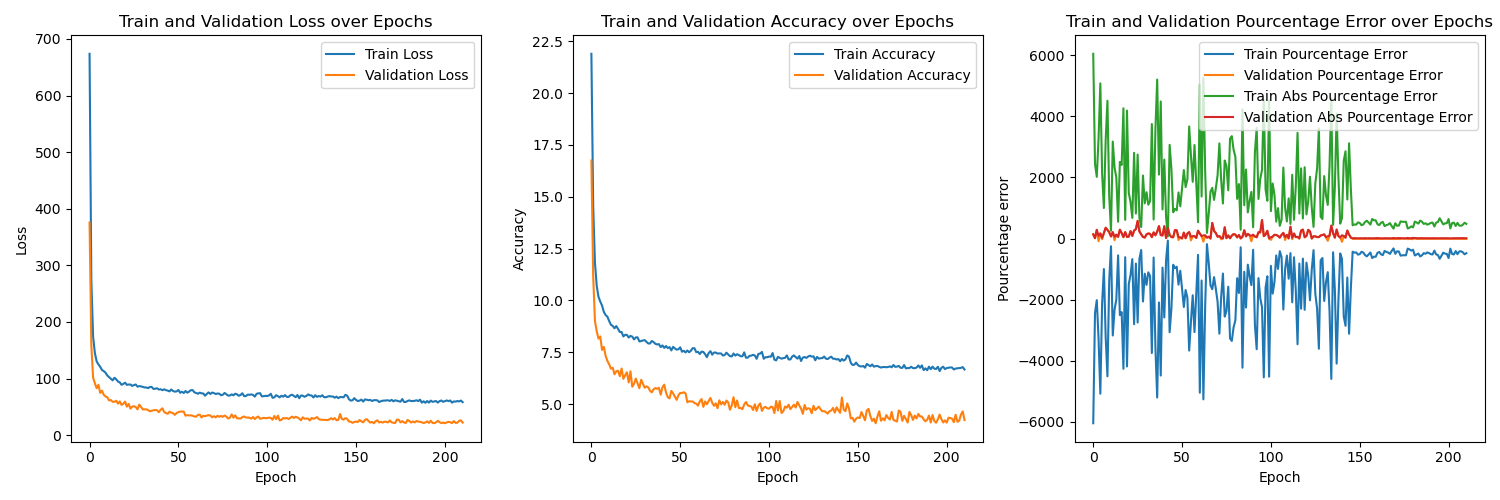 Train and Validation Loss over Epochs
700
600
500
400
300
200
100
0
Loss
0 50 100 150 200
Epoch
Train Loss
Validation Loss
Train and Validation Accuracy over Epochs
22.5
20.0
17.5
15.0
12.5
10.0
7.5
5.0
Accuracy
0 50 100 150 200
Epoch
Train Accuracy
Validation Accuracy
Train and Validation Pourcentage Error over Epochs
6000
4000
2000
0
−2000
−4000
−6000
Pourcentage error
0 50 100 150 200
Epoch
Train Pourcentage Error
Validation Pourcentage Error
Train Abs Pourcentage Error
Validation Abs Pourcentage Error